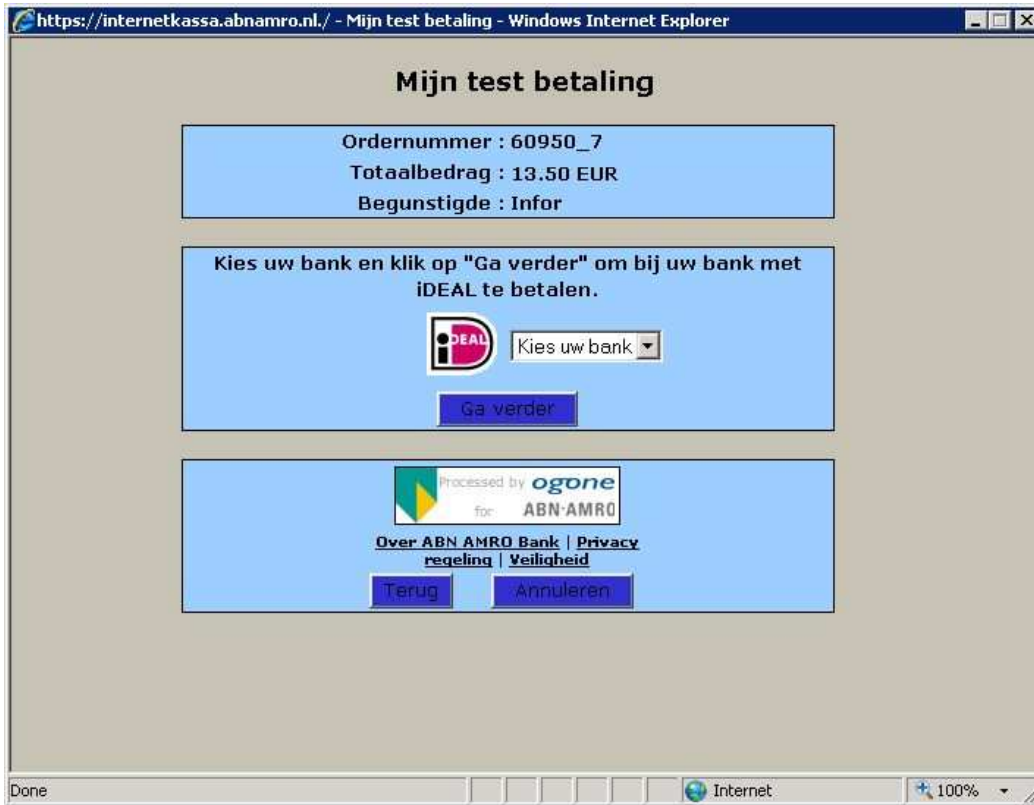 https://internetkassa.abnamro.nl./ - Mijn test betaling - Windows Internet Explorer
Mijn test betaling
Ordernummer : 60950_7
Totaalbedrag : 13.50 EUR
Begunstigde : Infor
Kies uw bank en klik op "Ga verder" om bij uw bank met
iDEAL te betalen.
iDEAL
Kies uw bank
Ga verder
Processed by ogone
for ABN·AMRO
Over ABN AMRO Bank | Privacy
regeling | Veiligheid
Terug Annuleren
Done Internet 100%